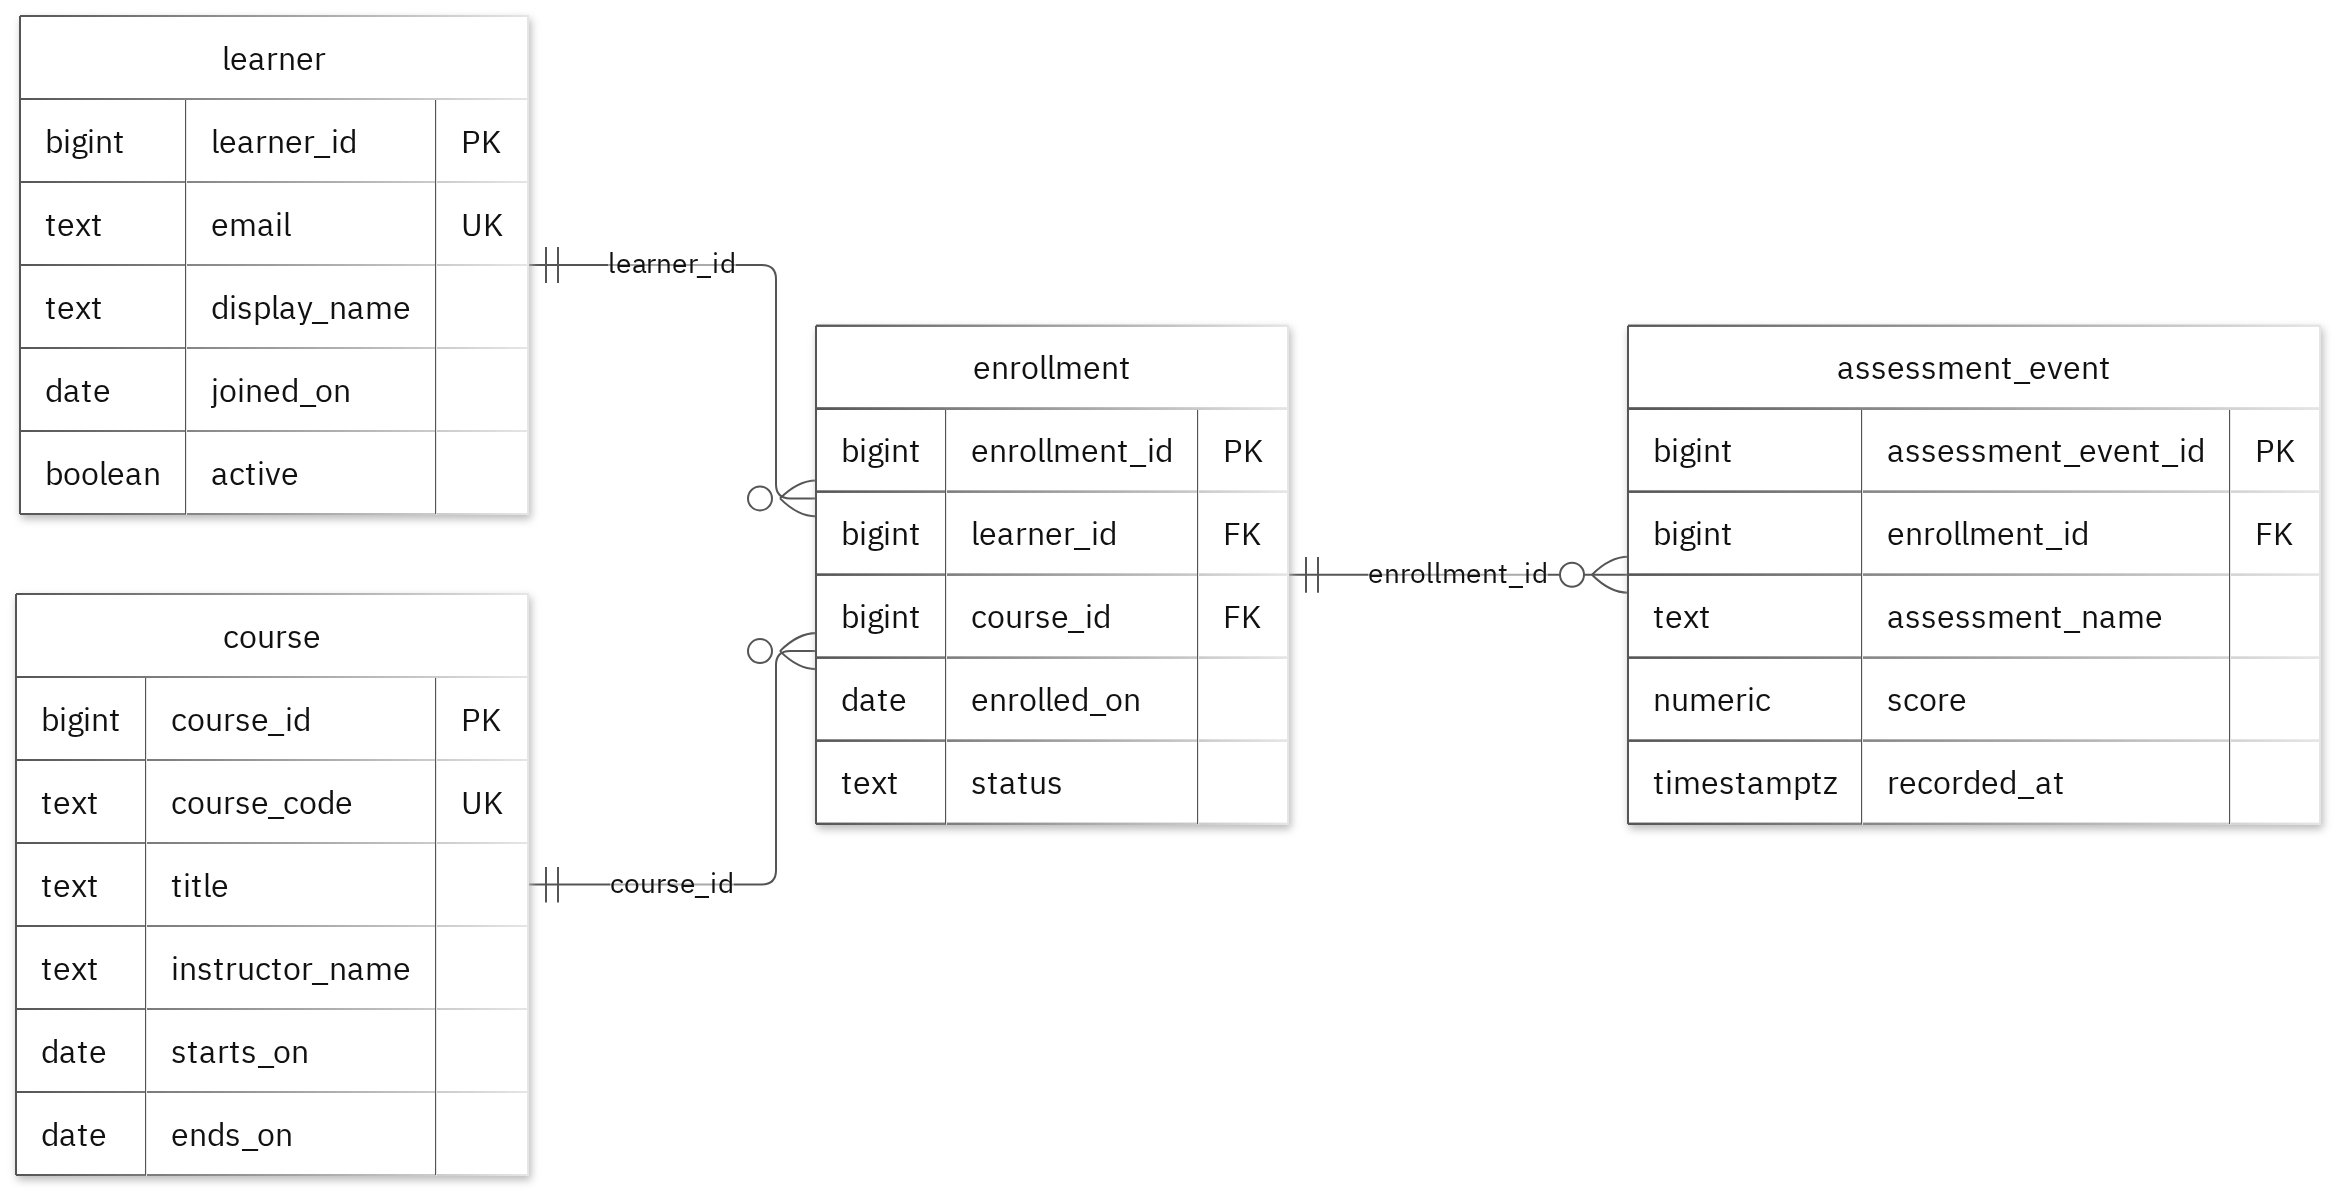 learner
bigint learner_id PK
text email UK
text display_name
date joined_on
boolean active
learner_id
course
bigint course_id PK
text course_code UK
text title
text instructor_name
date starts_on
date ends_on
course_id
enrollment
bigint enrollment_id PK
bigint learner_id FK
bigint course_id FK
date enrolled_on
text status
enrollment_id
assessment_event
bigint assessment_event_id PK
bigint enrollment_id FK
text assessment_name
numeric score
timestamptz recorded_at